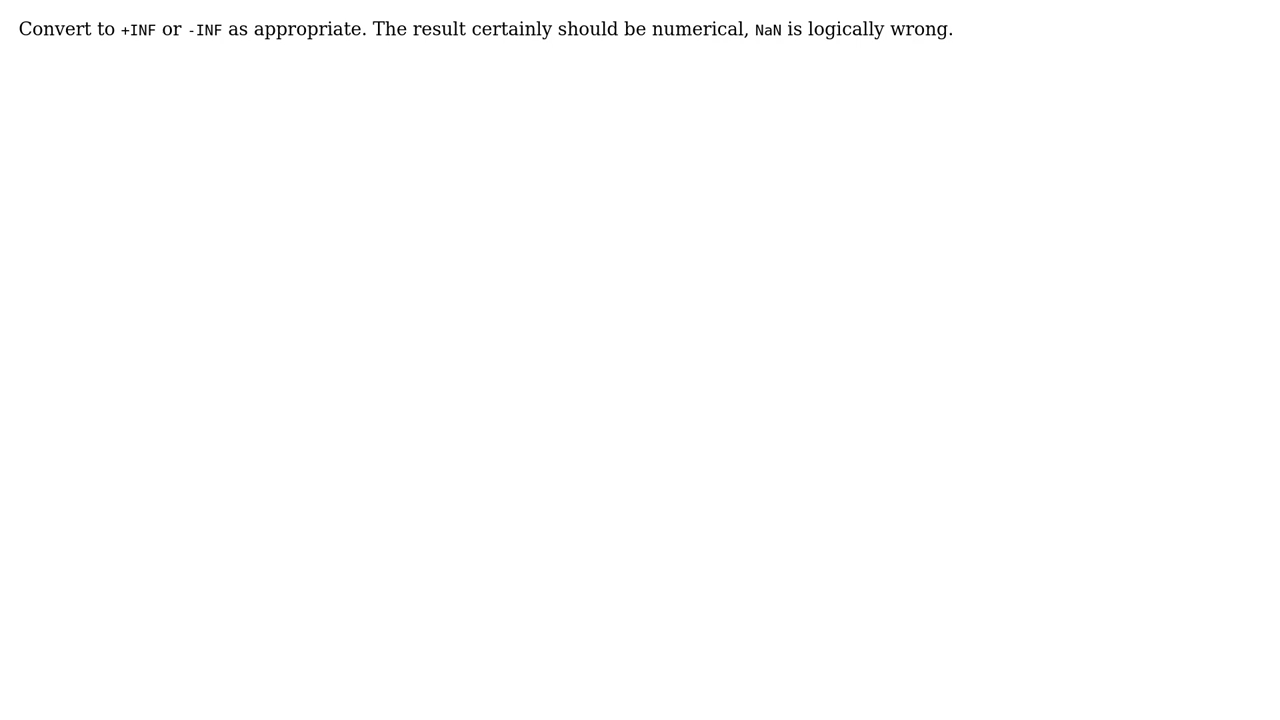 Convert to +INF or -INF as appropriate. The result certainly should be numerical, NaN is logically wrong.